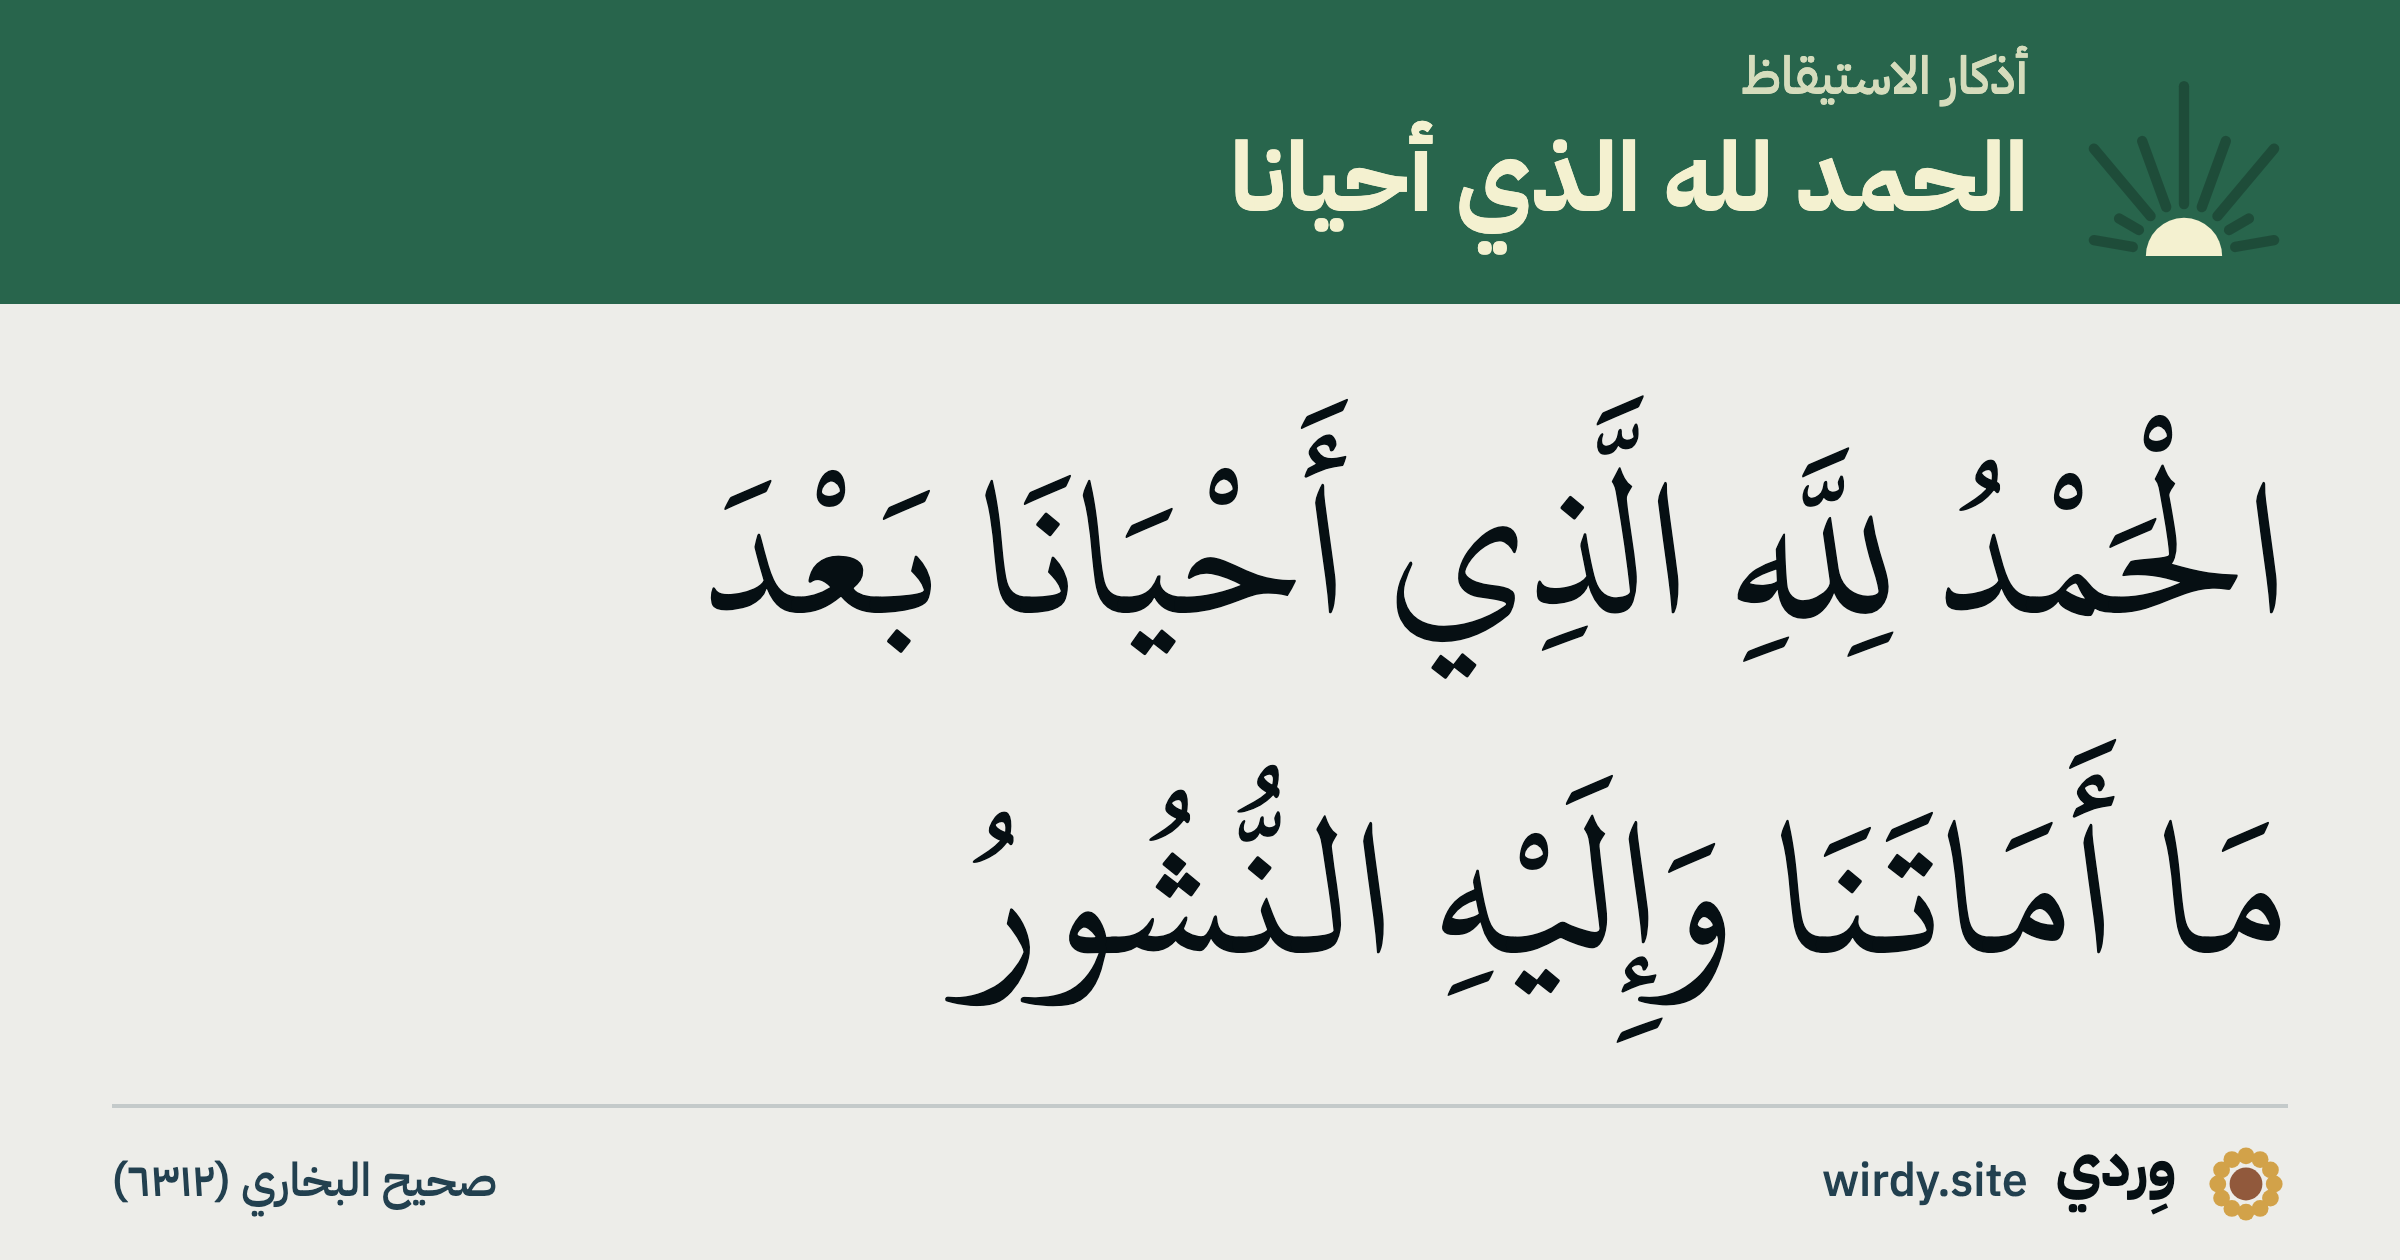 أذكار الاستيقاظ
الحمد لله الذي أحيانا
الْحَمْدُ لِلَّهِ الَّذِي أَحْيَانَا بَعْدَ
مَا أَمَاتَنَا وَإِلَيْهِ النُّشُورُ
وِردي wirdy.site
صحيح البخاري (٦٣١٢)